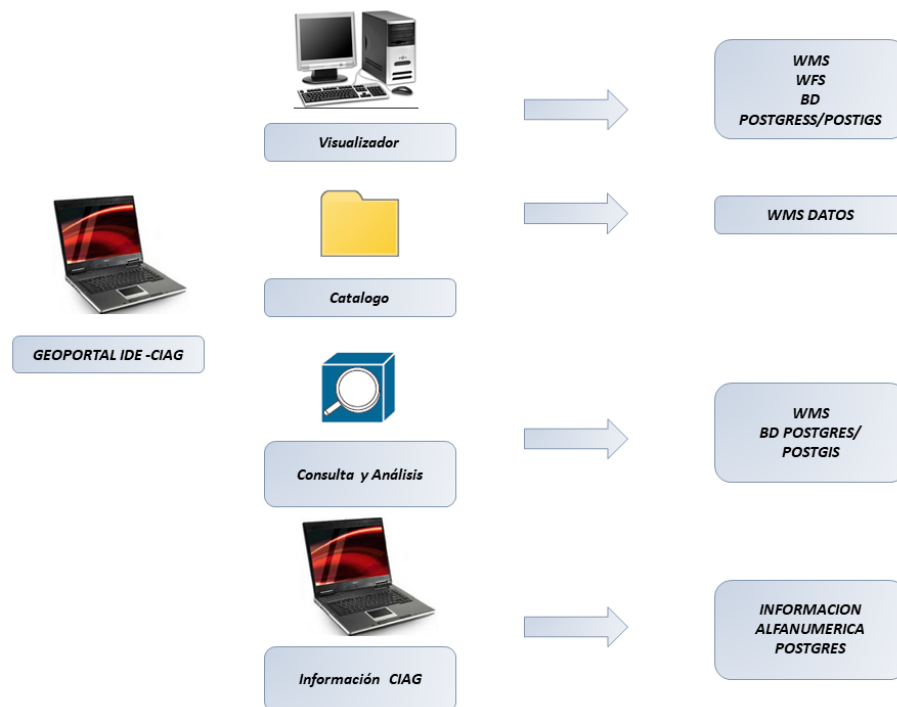 Visualizador
WMS
WFS
BD
POSTGRESS/POSTIGS
Catalogo
WMS DATOS
GEOPORTAL IDE -CIAG
Consulta y Análisis
WMS
BD POSTGRES/
POSTGIS
Información CIAG
INFORMACION
ALFANUMERICA
POSTGRES